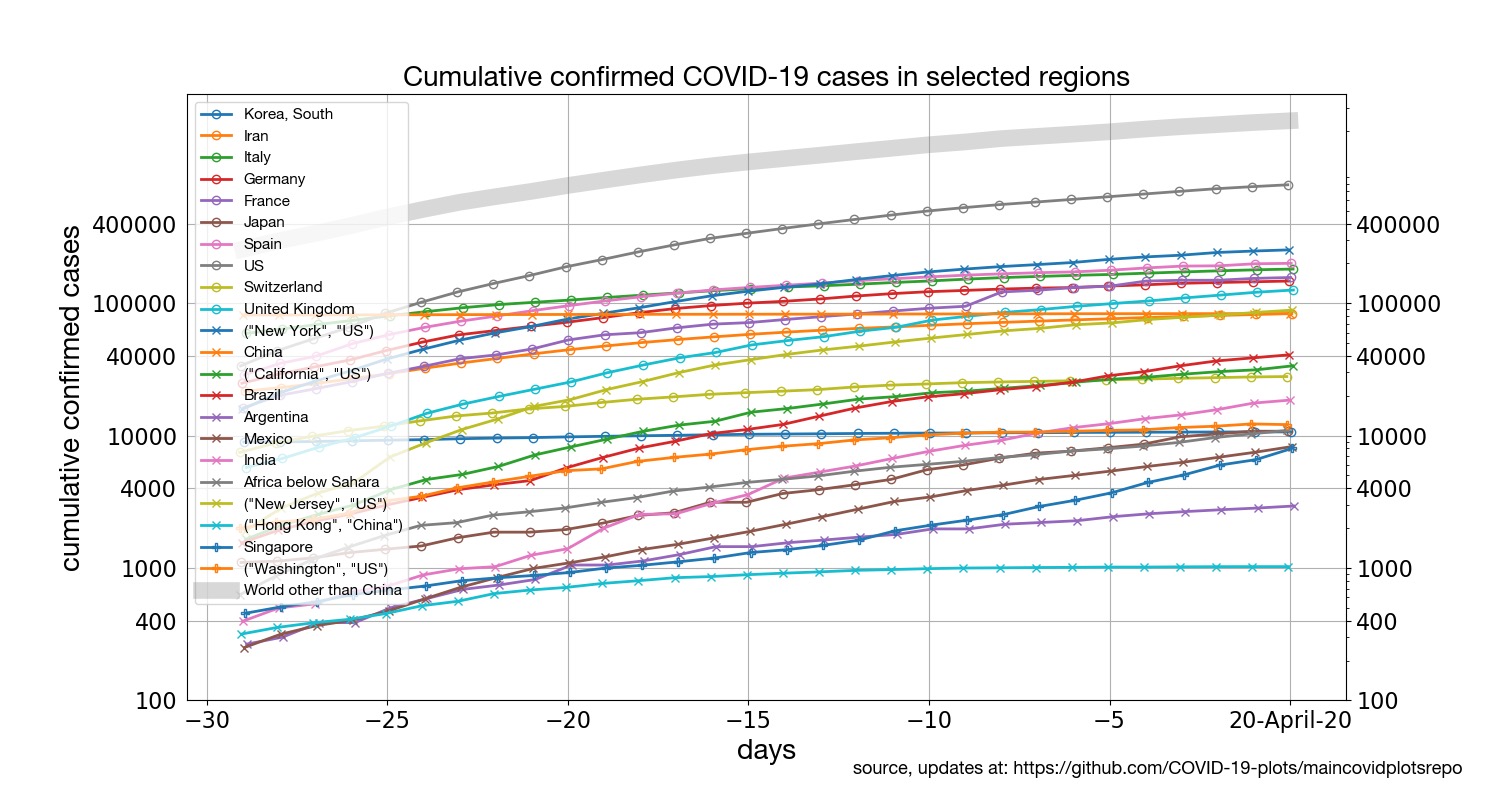 Cumulative confirmed COVID-19 cases in selected regions
cumulative confirmed cases
400000
100000
40000
10000
4000
1000
400
100
Korea, South
Iran
Italy
Germany
France
Japan
Spain
US
Switzerland
United Kingdom
("New York", "US")
China
("California", "US")
Brazil
Argentina
Mexico
India
Africa below Sahara
("New Jersey", "US")
("Hong Kong", "China")
Singapore
("Washington", "US")
World other than China
400000
100000
40000
10000
4000
1000
400
100
−30 −25 −20 −15 −10 −5 20-April-20
days
source, updates at: https://github.com/COVID-19-plots/maincovidplotsrepo